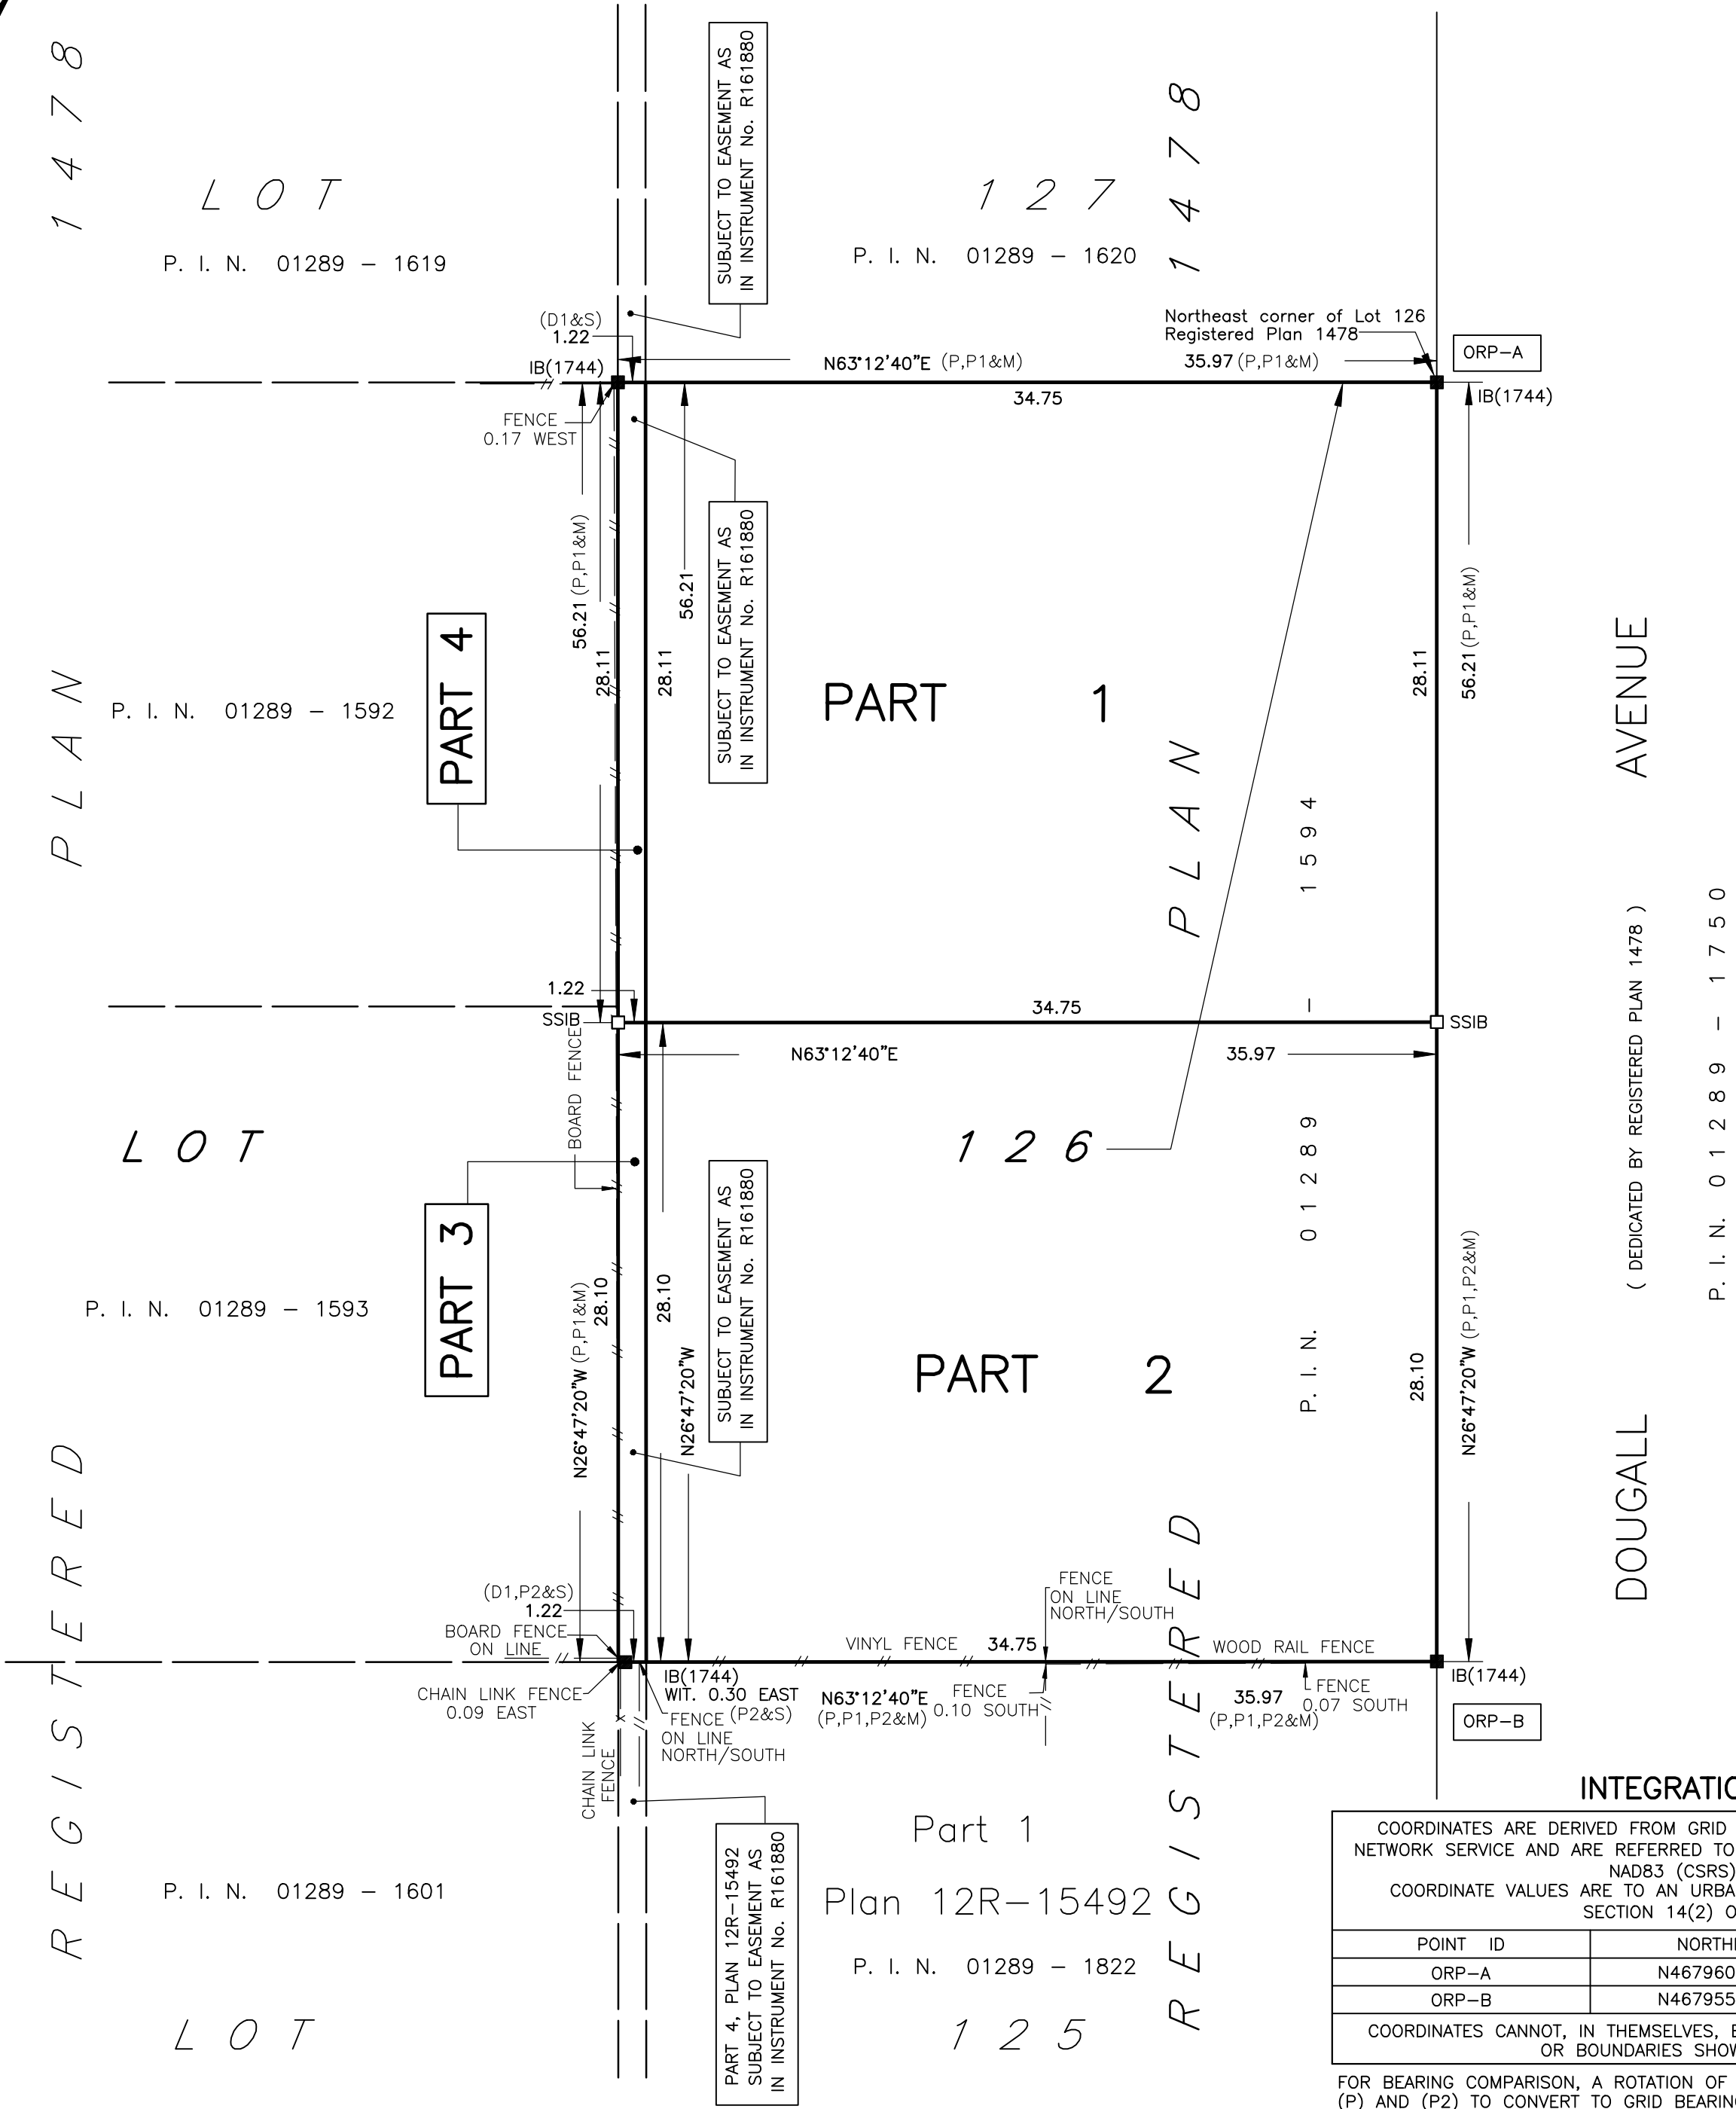 REGISTERED PLAN 1478
LOT
P. I. N. 01289 – 1619
SUBJECT TO EASEMENT AS
IN INSTRUMENT No. R161880
127
P. I. N. 01289 – 1620
REGISTERED PLAN 1478
Northeast corner of Lot 126
Registered Plan 1478
ORP–A
(D1&S)
1.22
IB(1744)
N63°12'40"E (P,P1&M)
35.97 (P,P1&M)
34.75
IB(1744)
FENCE
0.17 WEST
56.21 (P,P1&M)
28.11
28.11
56.21
SUBJECT TO EASEMENT AS
IN INSTRUMENT No. R161880
28.11
56.21 (P,P1&M)
P. I. N. 01289 – 1592
PART 4
PART 1
DOUGALL AVENUE
( DEDICATED BY REGISTERED PLAN 1478 )
P. I. N. 01289 – 1750
P. I. N. 01289 – 1594
1.22
SSIB
34.75
SSIB
N63°12'40"E
35.97
BOARD FENCE
LOT
126
P. I. N. 01289 – 1593
PART 3
N26°47'20"W (P,P1&M)
28.10
28.10
N26°47'20"W
SUBJECT TO EASEMENT AS
IN INSTRUMENT No. R161880
PART 2
28.10
N26°47'20"W (P,P1,P2&M)
(D1,P2&S)
1.22
BOARD FENCE
ON LINE
FENCE
ON LINE
NORTH/SOUTH
VINYL FENCE
34.75
WOOD RAIL FENCE
CHAIN LINK FENCE
0.09 EAST
IB(1744)
WIT. 0.30 EAST
(P2&S)
FENCE
ON LINE
NORTH/SOUTH
N63°12'40"E
(P,P1,P2&M)
FENCE
0.10 SOUTH
35.97
(P,P1,P2&M)
FENCE
0.07 SOUTH
IB(1744)
ORP–B
CHAIN LINK
FENCE
PART 4, PLAN 12R–15492
SUBJECT TO EASEMENT AS
IN INSTRUMENT No. R161880
Part 1
Plan 12R–15492
P. I. N. 01289 – 1822
P. I. N. 01289 – 1601
LOT
125
INTEGRATIO
COORDINATES ARE DERIVED FROM GRID
NETWORK SERVICE AND ARE REFERRED TO
NAD83 (CSRS)
COORDINATE VALUES ARE TO AN URBA
SECTION 14(2) O
POINT ID NORTHI
ORP–A N467960
ORP–B N467955
COORDINATES CANNOT, IN THEMSELVES,
OR BOUNDARIES SHOW
FOR BEARING COMPARISON, A ROTATION OF
(P) AND (P2) TO CONVERT TO GRID BEARING